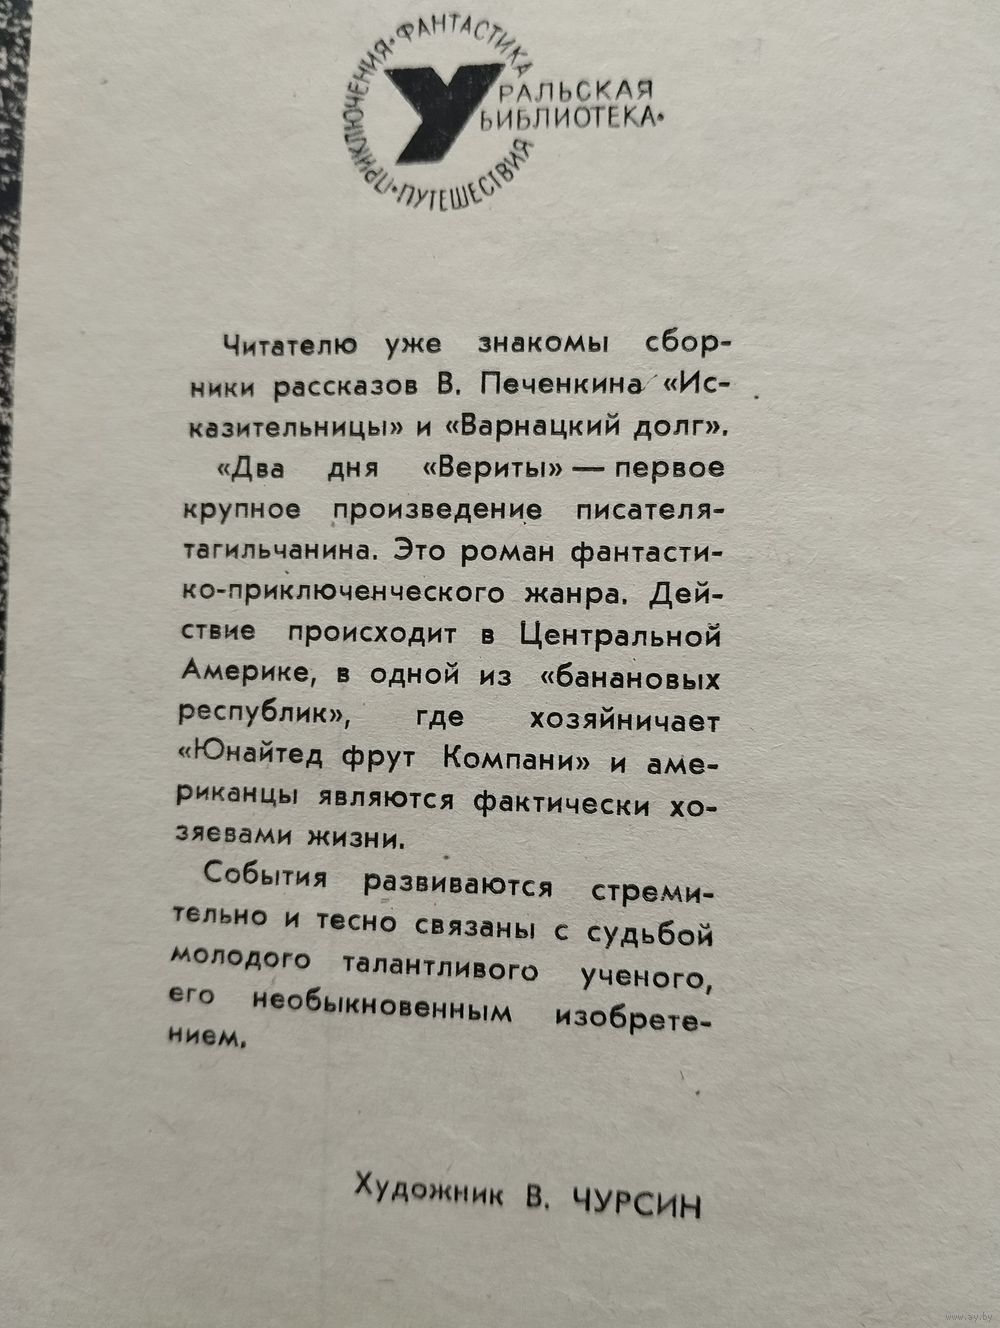 ФАНТАСТИКА • ПУТЕШЕСТВИЯ • ПРИКЛЮЧЕНИЯ •
УРАЛЬСКАЯ
БИБЛИОТЕКА•
Читателю уже знакомы сбор-
ники рассказов В. Печенкина «Ис-
казительницы» и «Варнацкий долг».
«Два дня «Вериты» — первое
крупное произведение писателя-
тагильчанина. Это роман фантасти-
ко-приключенческого жанра. Дей-
ствие происходит в Центральной
Америке, в одной из «банановых
республик», где хозяйничает
«Юнайтед фрут Компани» и аме-
риканцы являются фактически хо-
зяевами жизни.
События развиваются стреми-
тельно и тесно связаны с судьбой
молодого талантливого ученого,
его необыкновенным изобрете-
нием.
Художник В. ЧУРСИН
www.ay.by